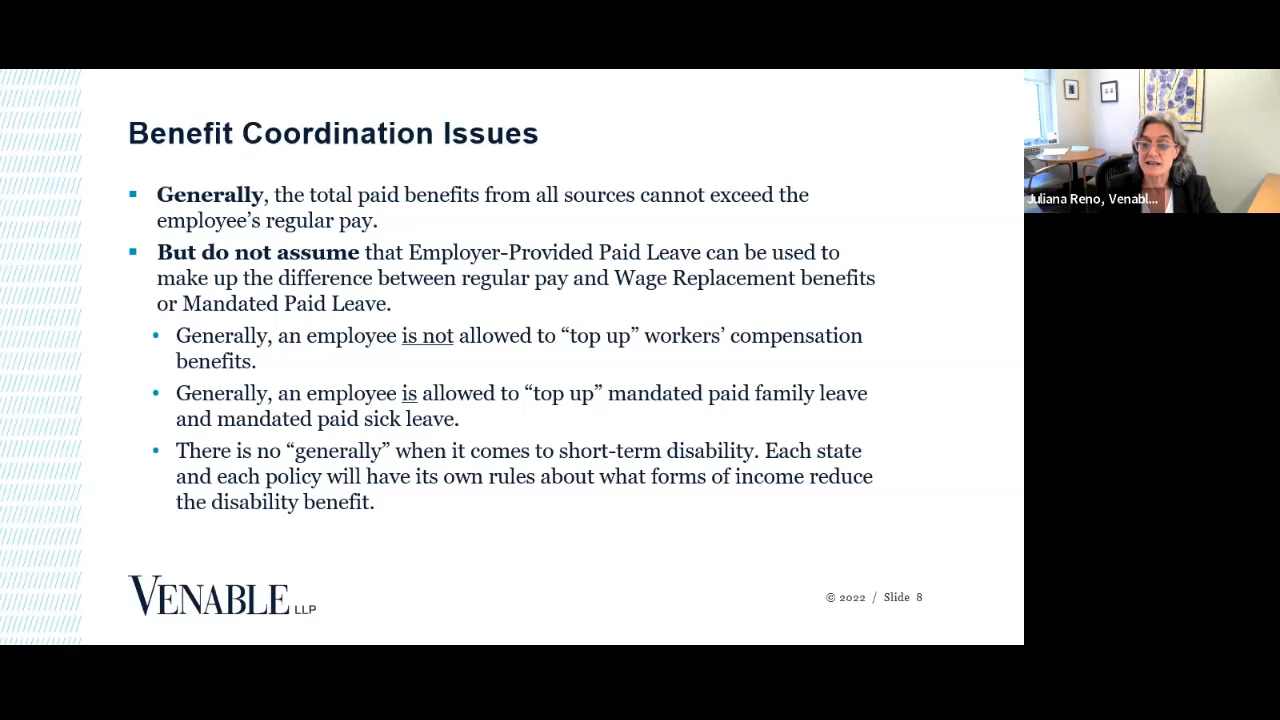 Benefit Coordination Issues
▪ Generally, the total paid benefits from all sources cannot exceed the
employee’s regular pay.
▪ But do not assume that Employer-Provided Paid Leave can be used to
make up the difference between regular pay and Wage Replacement benefits
or Mandated Paid Leave.
• Generally, an employee is not allowed to “top up” workers’ compensation
benefits.
• Generally, an employee is allowed to “top up” mandated paid family leave
and mandated paid sick leave.
• There is no “generally” when it comes to short-term disability. Each state
and each policy will have its own rules about what forms of income reduce
the disability benefit.
VENABLE LLP
© 2022 / Slide 8
Juliana Reno, Venabl...